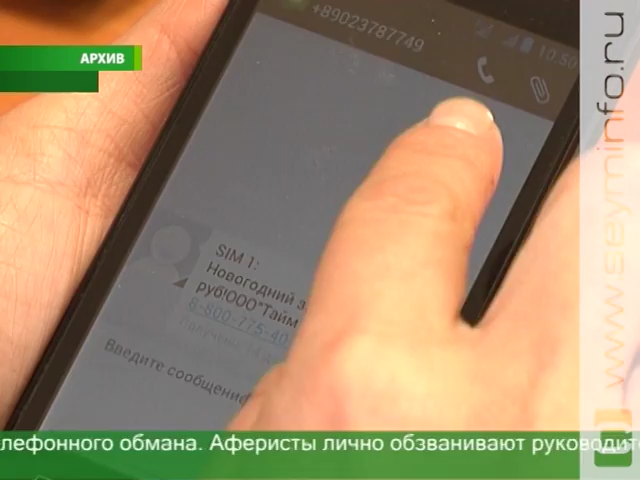 +89023787749
10:50
АРХИВ
SIM 1:
Новогодний з
руб!ООО"Тайм
8-800-775-40
Введите сообщение
лефонного обмана. Аферисты лично обзванивают руководите
www.seyminfo.ru